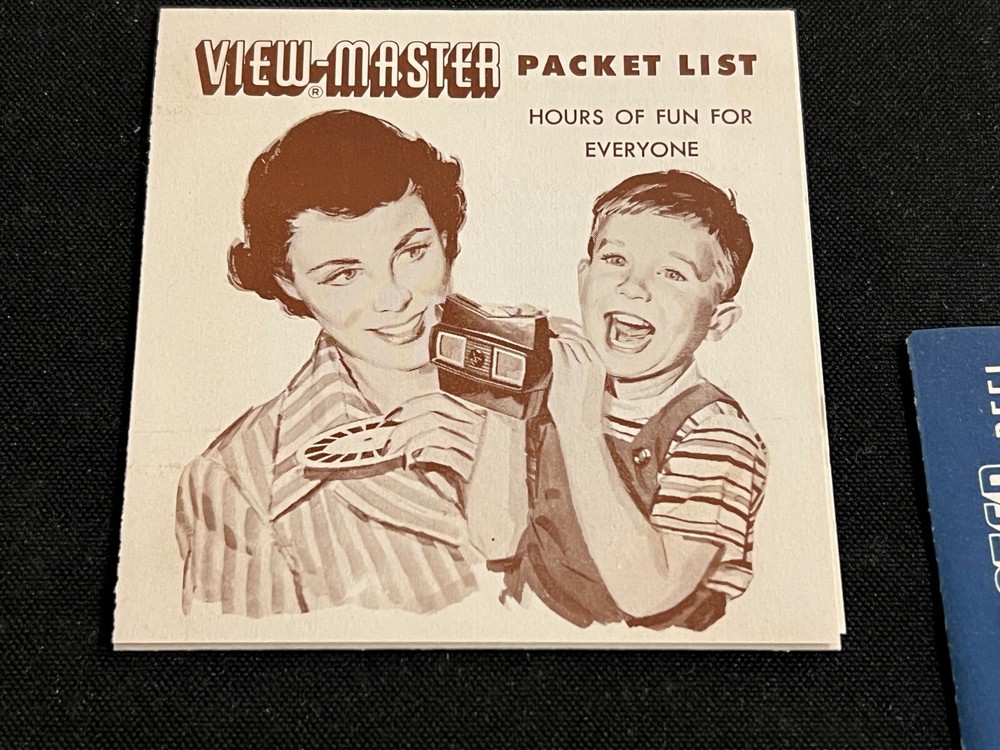 VIEW-MASTER® PACKET LIST
HOURS OF FUN FOR
EVERYONE